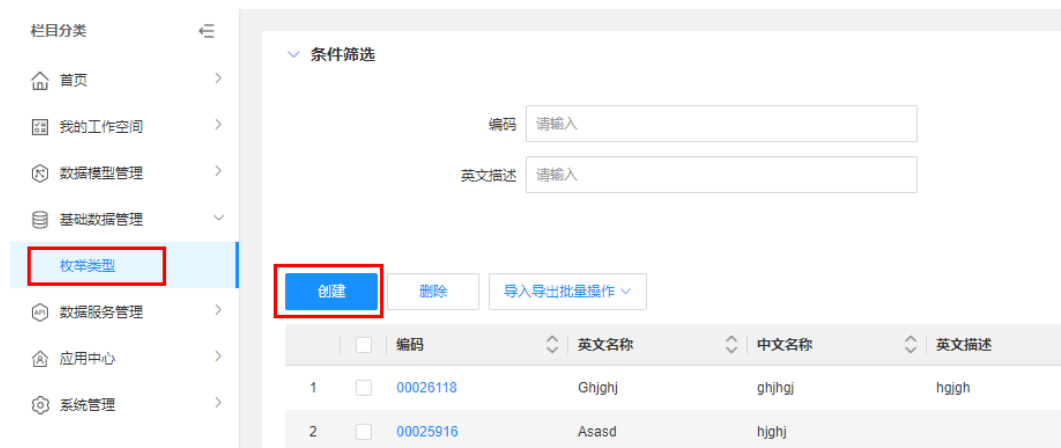 栏目分类
首页
我的工作空间
数据模型管理
基础数据管理
枚举类型
数据服务管理
应用中心
系统管理
条件筛选
编码 请输入
英文描述 请输入
创建 删除 导入导出批量操作
编码 英文名称 中文名称 英文描述
1 00026118 Ghjghj ghjhgj hgjgh
2 00025916 Asasd hjghj